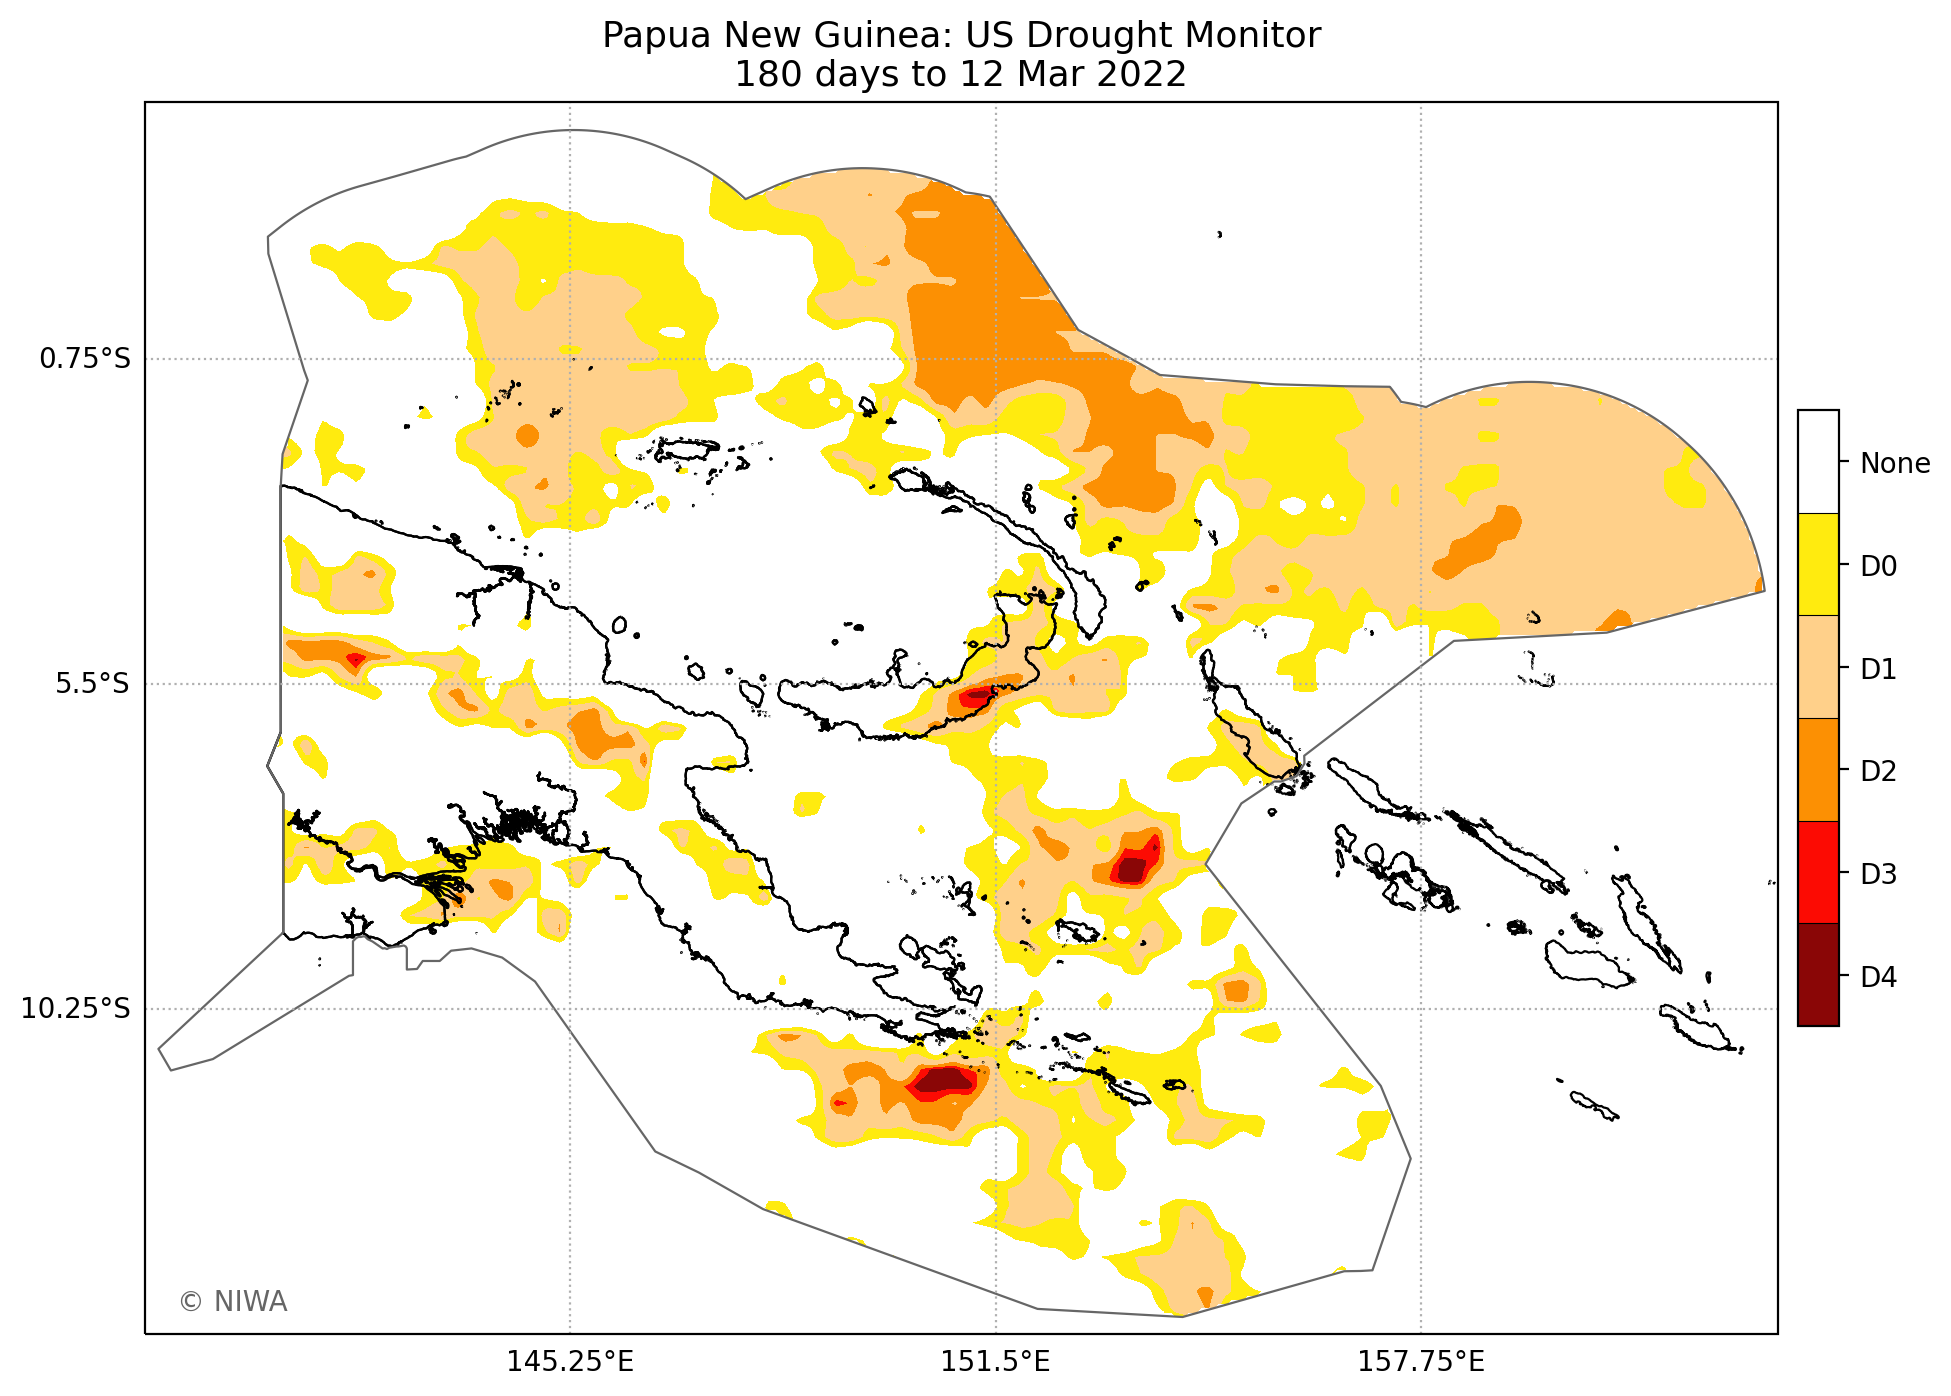 Papua New Guinea: US Drought Monitor
180 days to 12 Mar 2022
0.75°S
5.5°S
10.25°S
145.25°E
151.5°E
157.75°E
None
D0
D1
D2
D3
D4
© NIWA